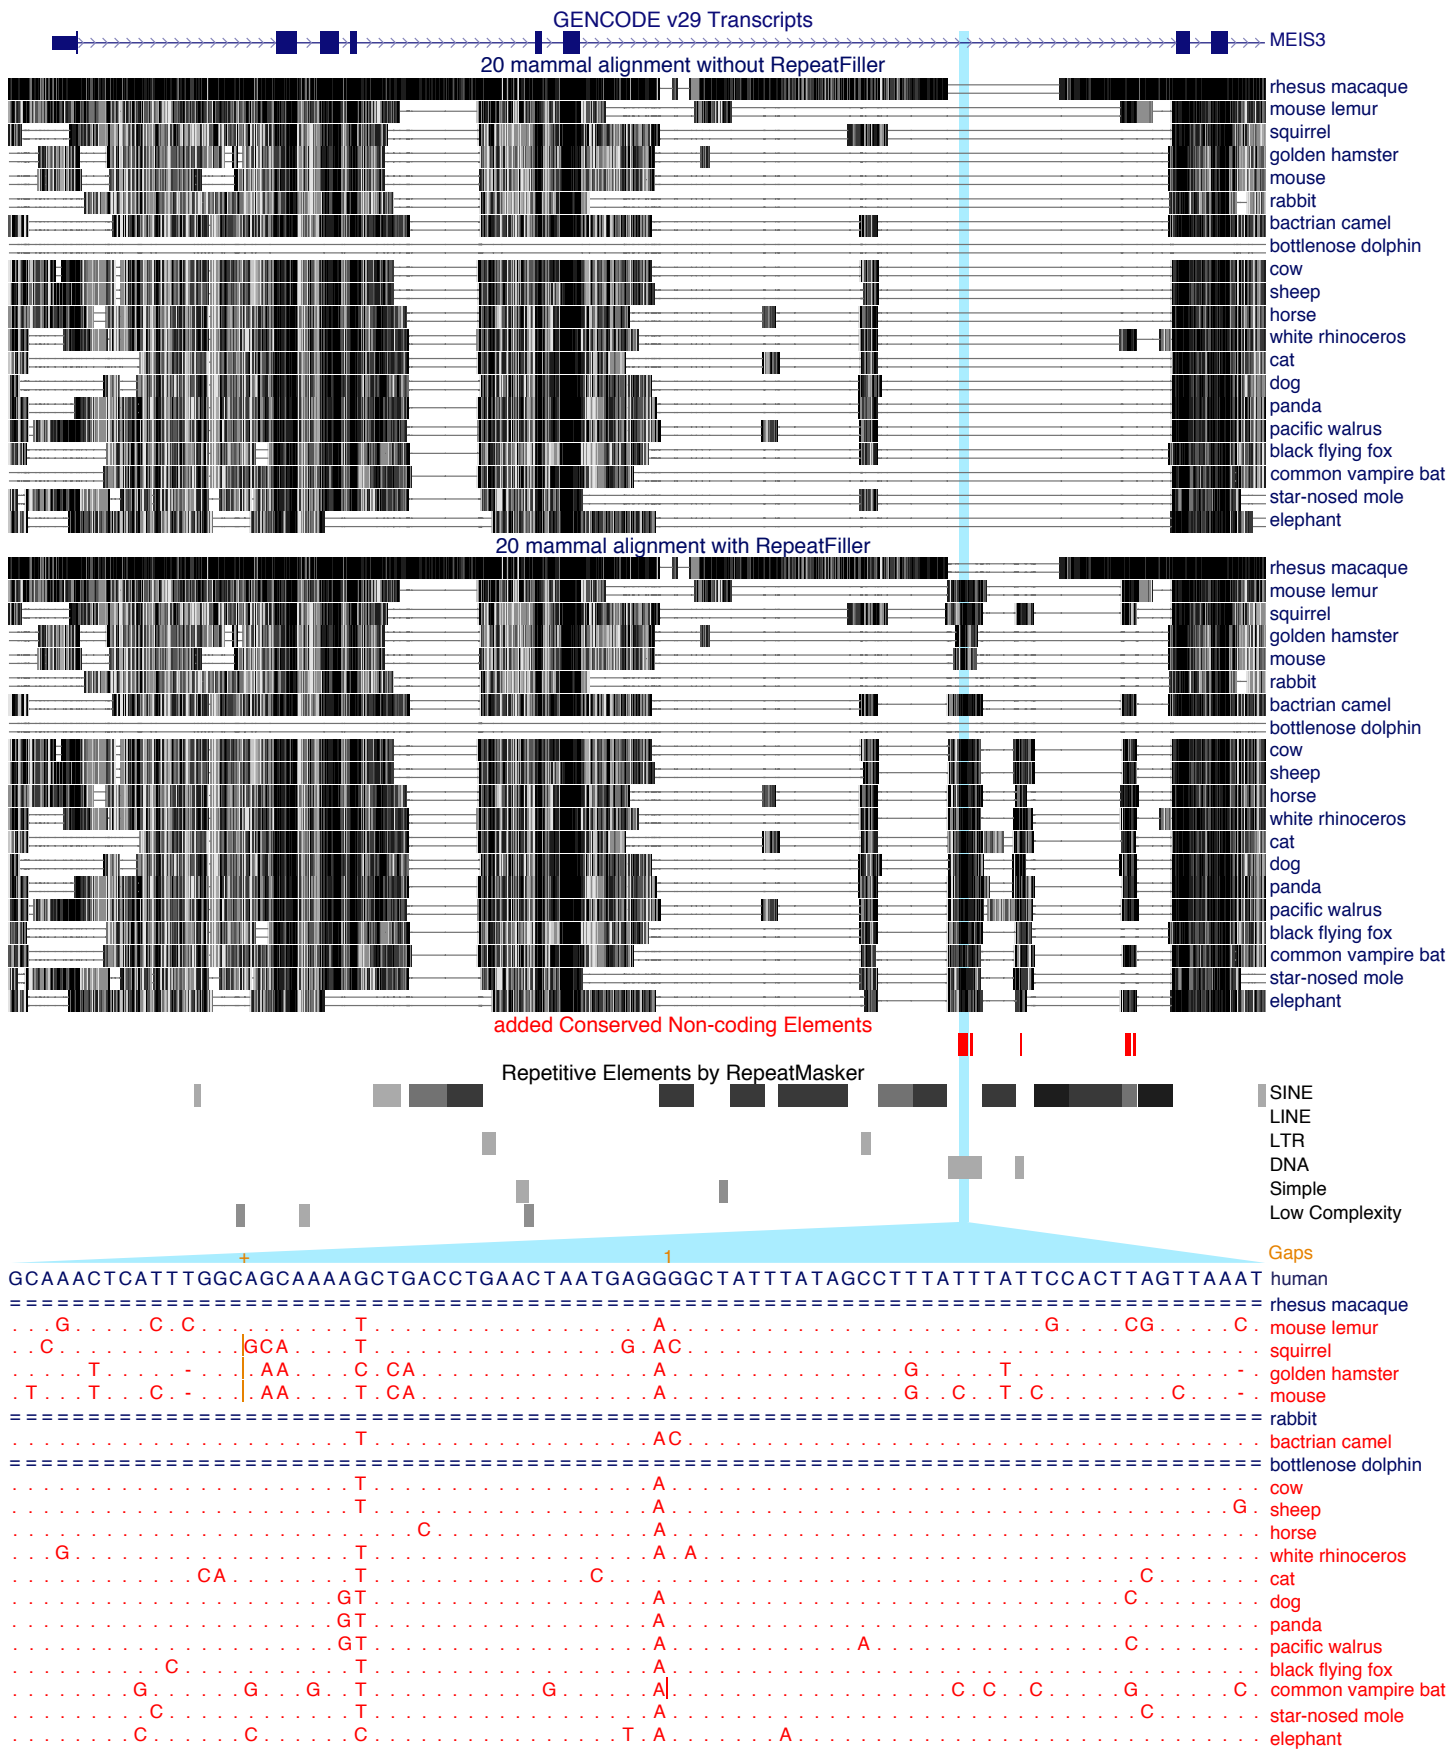 GENCODE v29 Transcripts
MEIS3
20 mammal alignment without RepeatFiller
rhesus macaque
mouse lemur
squirrel
golden hamster
mouse
rabbit
bactrian camel
bottlenose dolphin
cow
sheep
horse
white rhinoceros
cat
dog
panda
pacific walrus
black flying fox
common vampire bat
star-nosed mole
elephant
20 mammal alignment with RepeatFiller
rhesus macaque
mouse lemur
squirrel
golden hamster
mouse
rabbit
bactrian camel
bottlenose dolphin
cow
sheep
horse
white rhinoceros
cat
dog
panda
pacific walrus
black flying fox
common vampire bat
star-nosed mole
elephant
added Conserved Non-coding Elements
Repetitive Elements by RepeatMasker
SINE
LINE
LTR
DNA
Simple
Low Complexity
+ 1 Gaps
GCAAACTCATTTGGCAGCAAAAGCTGACCTGAACTAATGAGGGGCTATTTATAGCCTTTATTTATTCCACTTAGTTAAAT human
rhesus macaque
G C C T A G C G C mouse lemur
C G C A T G A C squirrel
T - A A C C A A G T - golden hamster
T T C - A A T C A A G C T C C - mouse
rabbit
T A C bactrian camel
bottlenose dolphin
T A cow
T A G sheep
C A horse
G T A A white rhinoceros
C A T C C cat
G T A C dog
G T A panda
G T A A C pacific walrus
C T A black flying fox
G G G T G A C C C G C common vampire bat
C T A C star-nosed mole
C C C T A A elephant